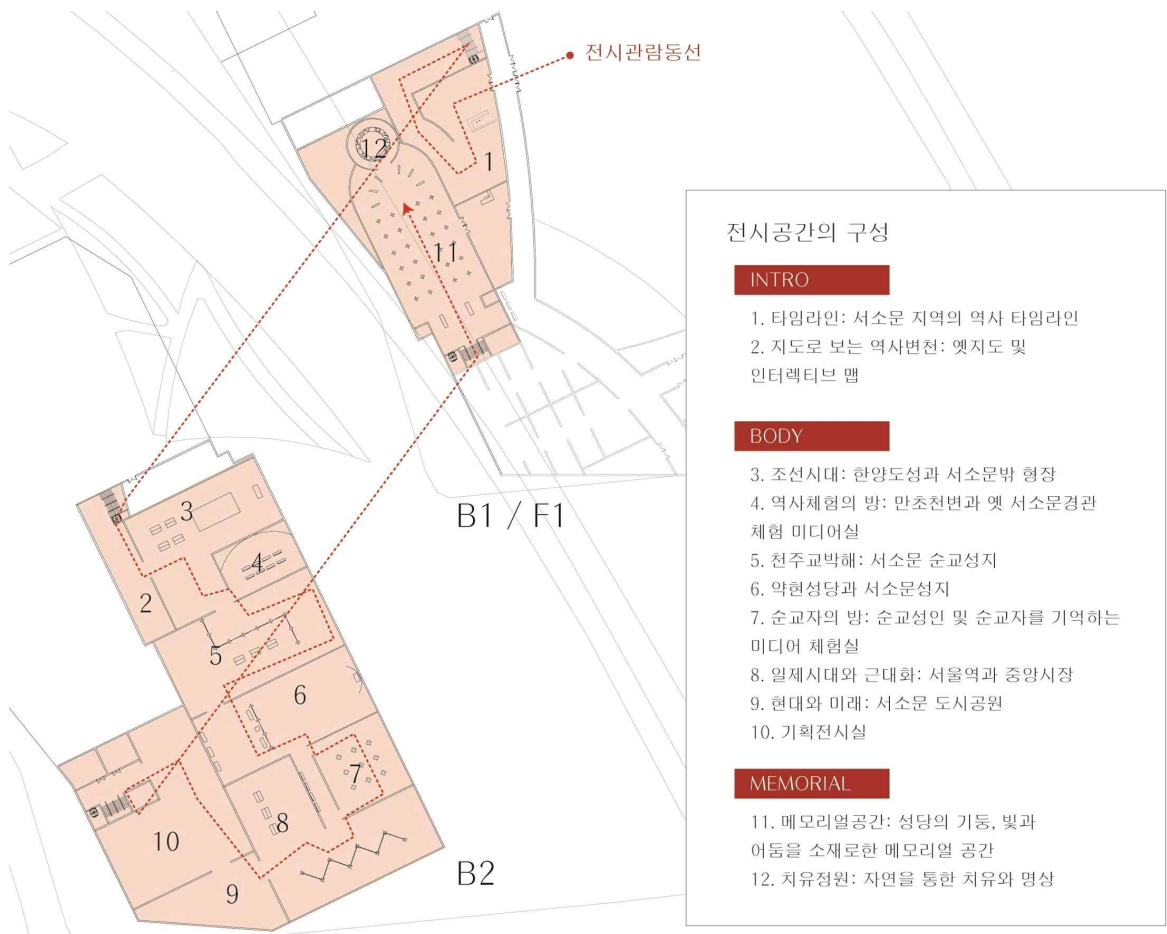 전시관람동선
12
1
11
B1 / F1
3
4
2
5
6
7
8
10
9
B2
전시공간의 구성
INTRO
1. 타임라인: 서소문 지역의 역사 타임라인
2. 지도로 보는 역사변천: 옛지도 및
인터렉티브 맵
BODY
3. 조선시대: 한양도성과 서소문밖 형장
4. 역사체험의 방: 만초천변과 옛 서소문경관
체험 미디어실
5. 천주교박해: 서소문 순교성지
6. 약현성당과 서소문성지
7. 순교자의 방: 순교성인 및 순교자를 기억하는
미디어 체험실
8. 일제시대와 근대화: 서울역과 중앙시장
9. 현대와 미래: 서소문 도시공원
10. 기획전시실
MEMORIAL
11. 메모리얼공간: 성당의 기둥, 빛과
어둠을 소재로한 메모리얼 공간
12. 치유정원: 자연을 통한 치유와 명상